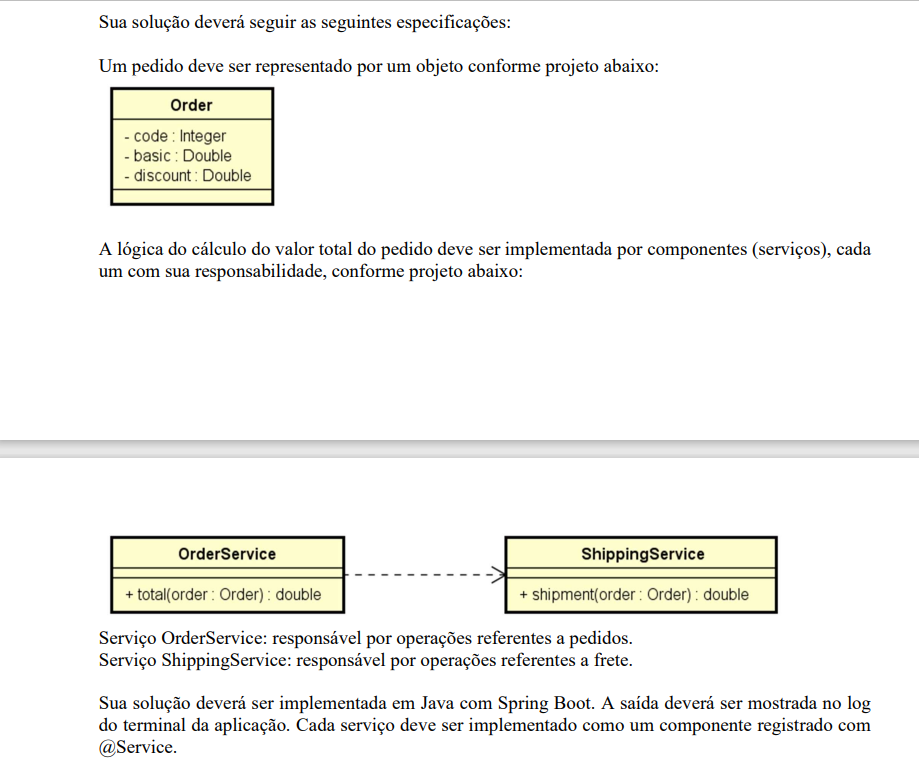 Sua solução deverá seguir as seguintes especificações:
Um pedido deve ser representado por um objeto conforme projeto abaixo:
Order
- code : Integer
- basic : Double
- discount : Double
A lógica do cálculo do valor total do pedido deve ser implementada por componentes (serviços), cada
um com sua responsabilidade, conforme projeto abaixo:
OrderService
+ total(order : Order) : double
ShippingService
+ shipment(order : Order) : double
Serviço OrderService: responsável por operações referentes a pedidos.
Serviço ShippingService: responsável por operações referentes a frete.
Sua solução deverá ser implementada em Java com Spring Boot. A saída deverá ser mostrada no log
do terminal da aplicação. Cada serviço deve ser implementado como um componente registrado com
@Service.